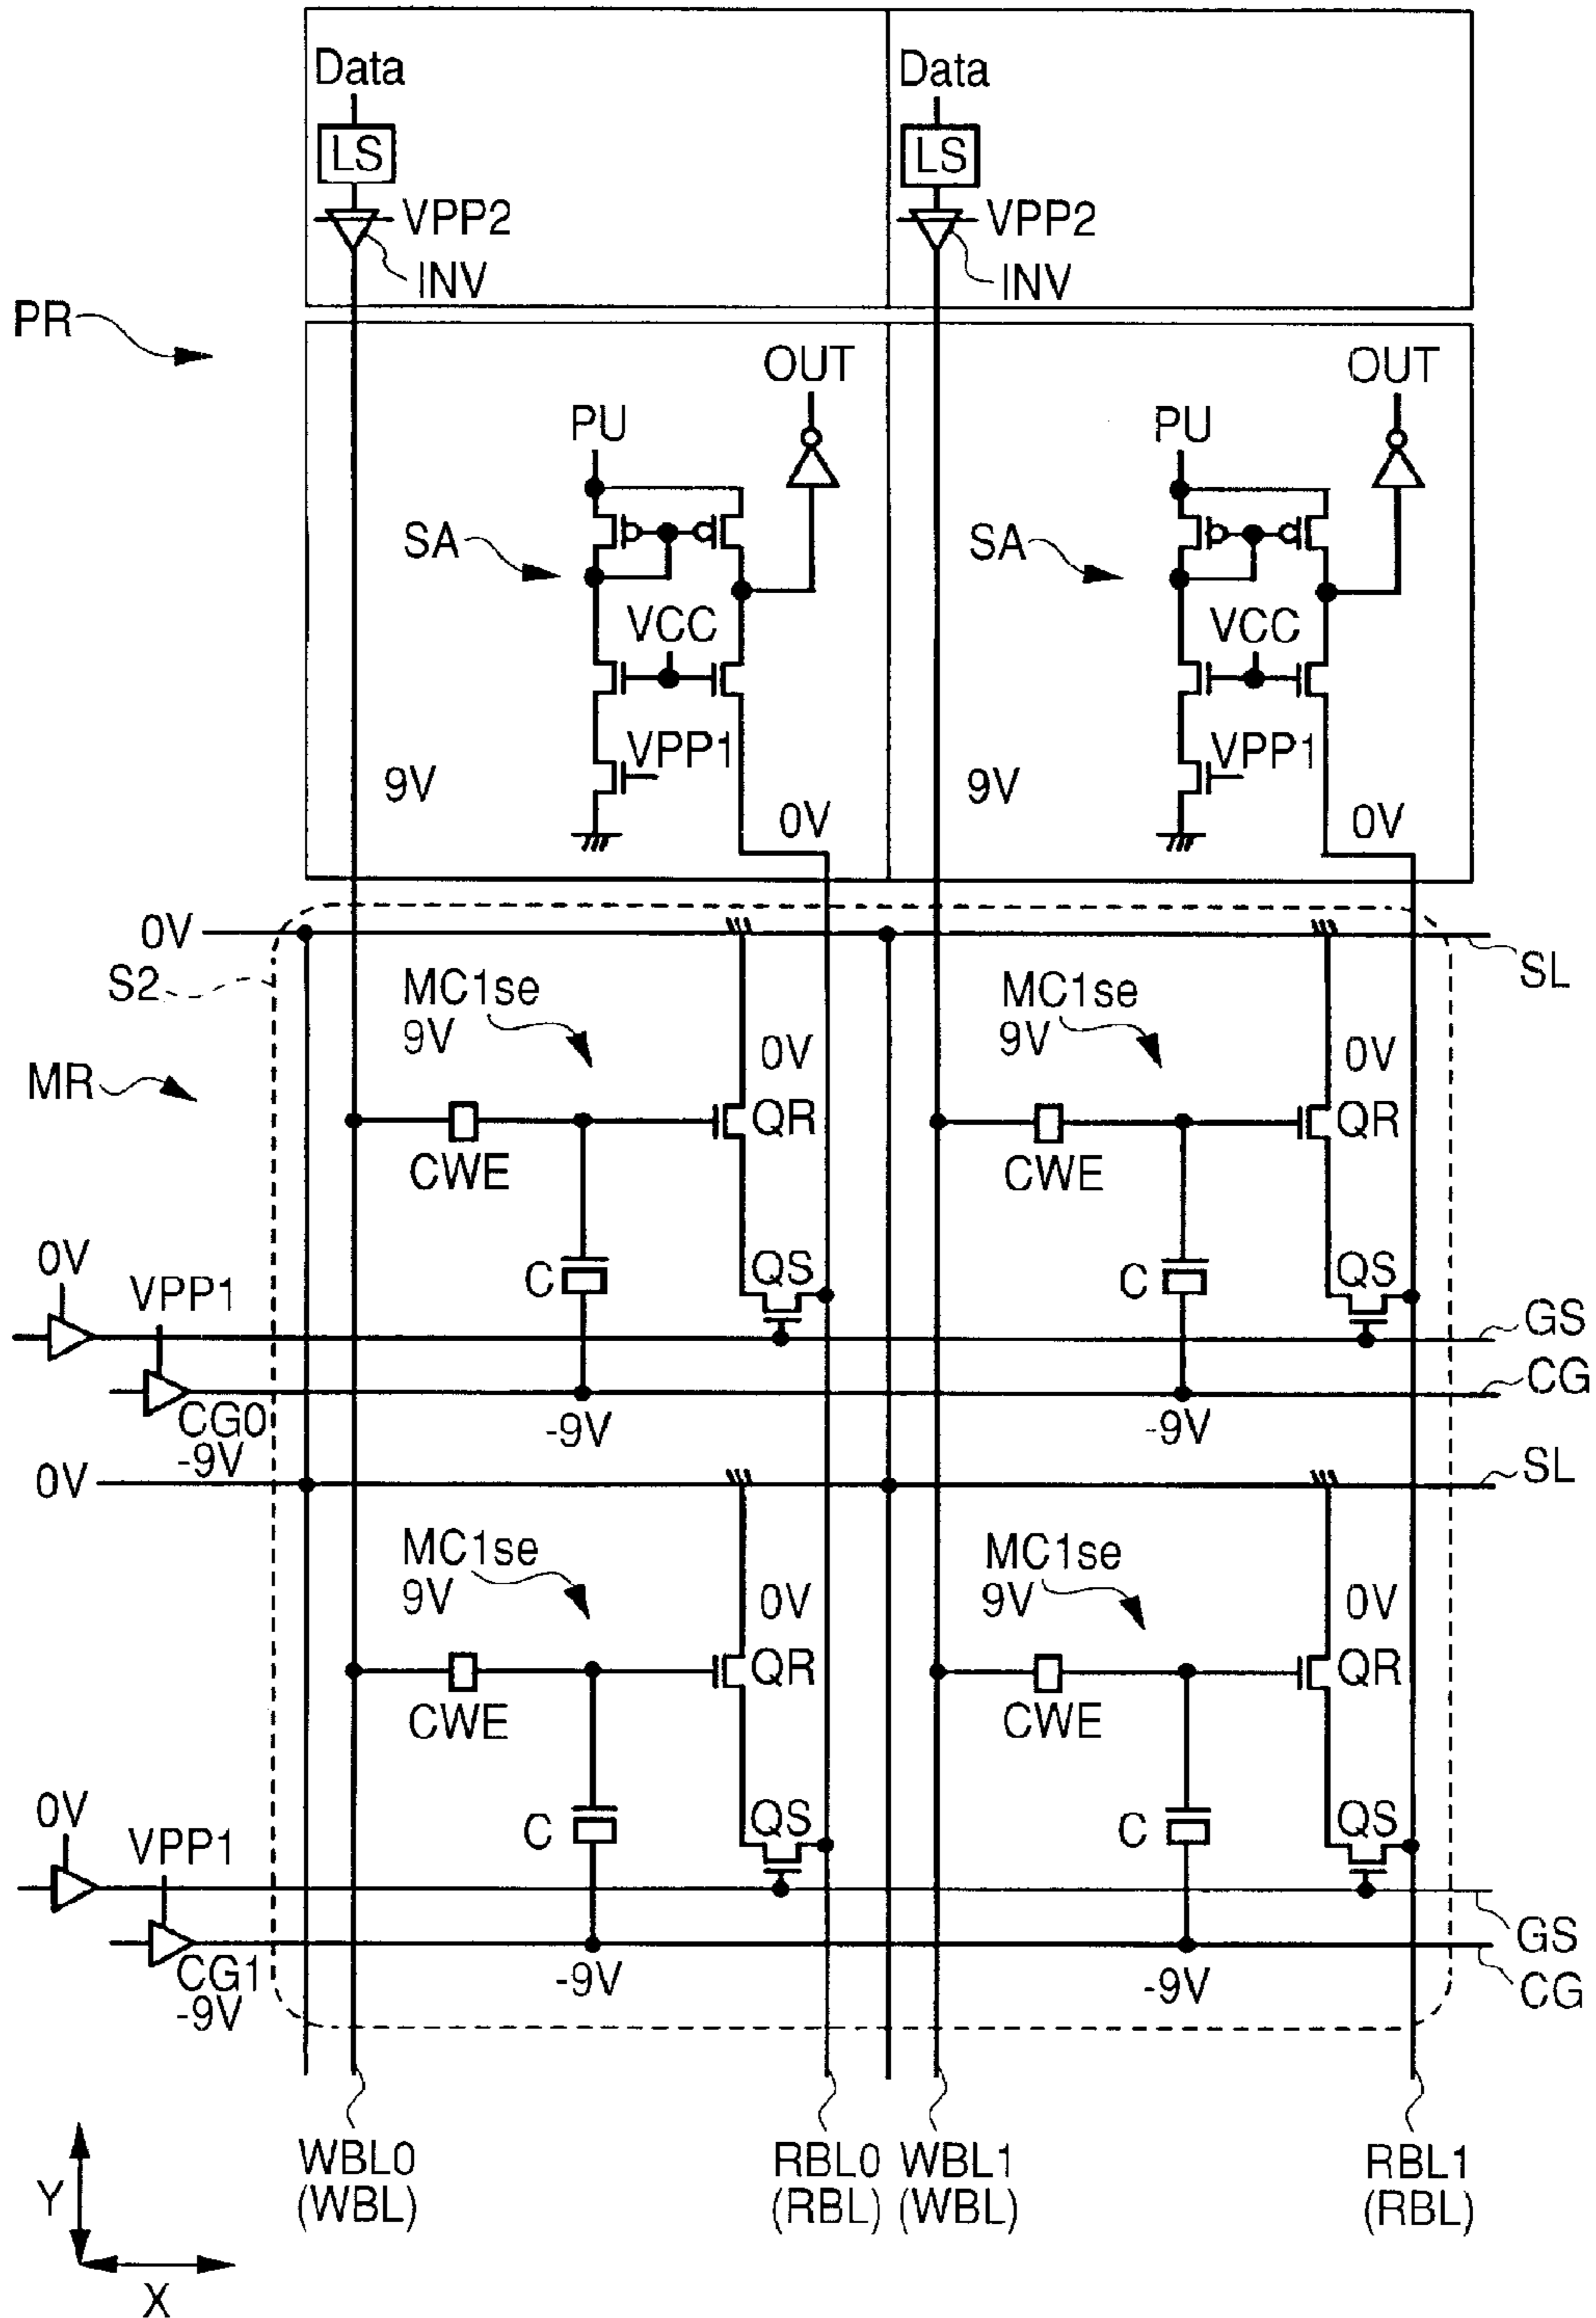 Data Data
LS LS
VPP2 VPP2
INV INV
PR
OUT OUT
PU PU
SA SA
VCC VCC
VPP1 VPP1
9V 9V
0V 0V
0V
S2 SL
MC1se MC1se
9V 9V
0V 0V
MR
QR QR
CWE CWE
0V
VPP1
C QS C QS
GS
CG
CG0
-9V
-9V -9V
0V SL
MC1se MC1se
9V 9V
0V 0V
QR QR
CWE CWE
0V
VPP1
C QS C QS
GS
CG
CG1
-9V
-9V -9V
WBL0 RBL0 WBL1 RBL1
(WBL) (RBL) (WBL) (RBL)
Y
X